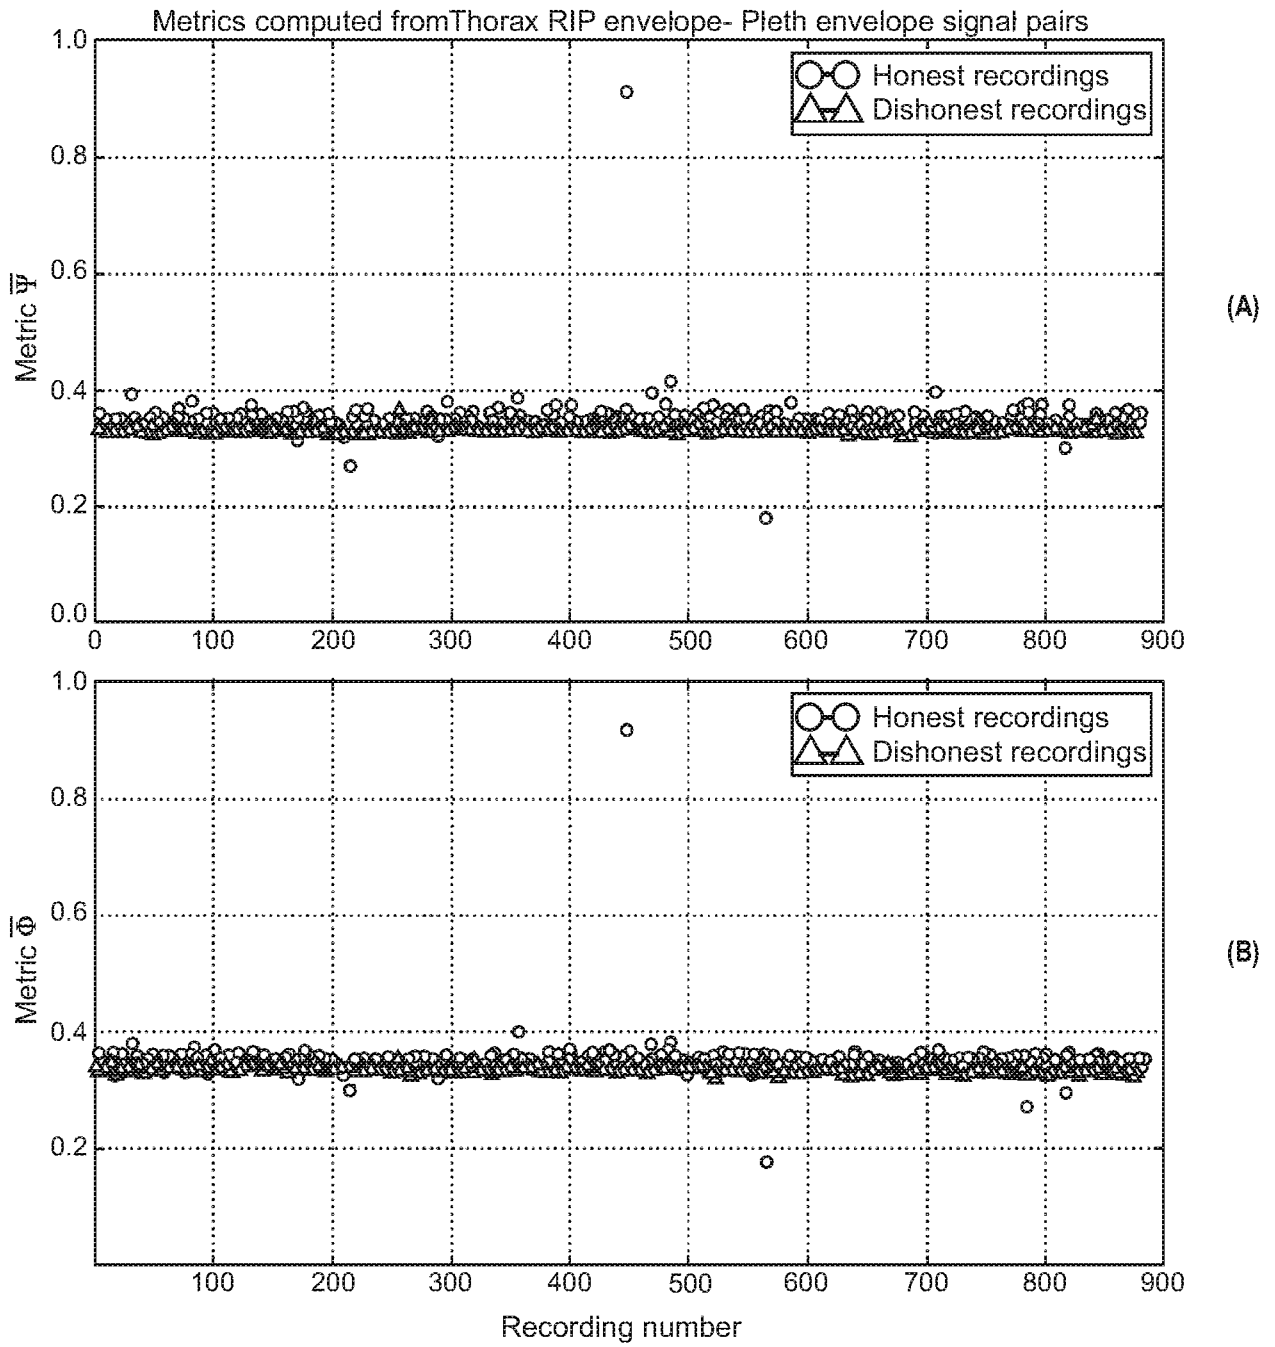 Metrics computed fromThorax RIP envelope- Pleth envelope signal pairs
1.0
0.8
0.6
0.4
0.2
0.0
Metric Ψ̅
Honest recordings
Dishonest recordings
(A)
0 100 200 300 400 500 600 700 800 900
1.0
0.8
0.6
0.4
0.2
Metric Φ̅
Honest recordings
Dishonest recordings
(B)
100 200 300 400 500 600 700 800 900
Recording number